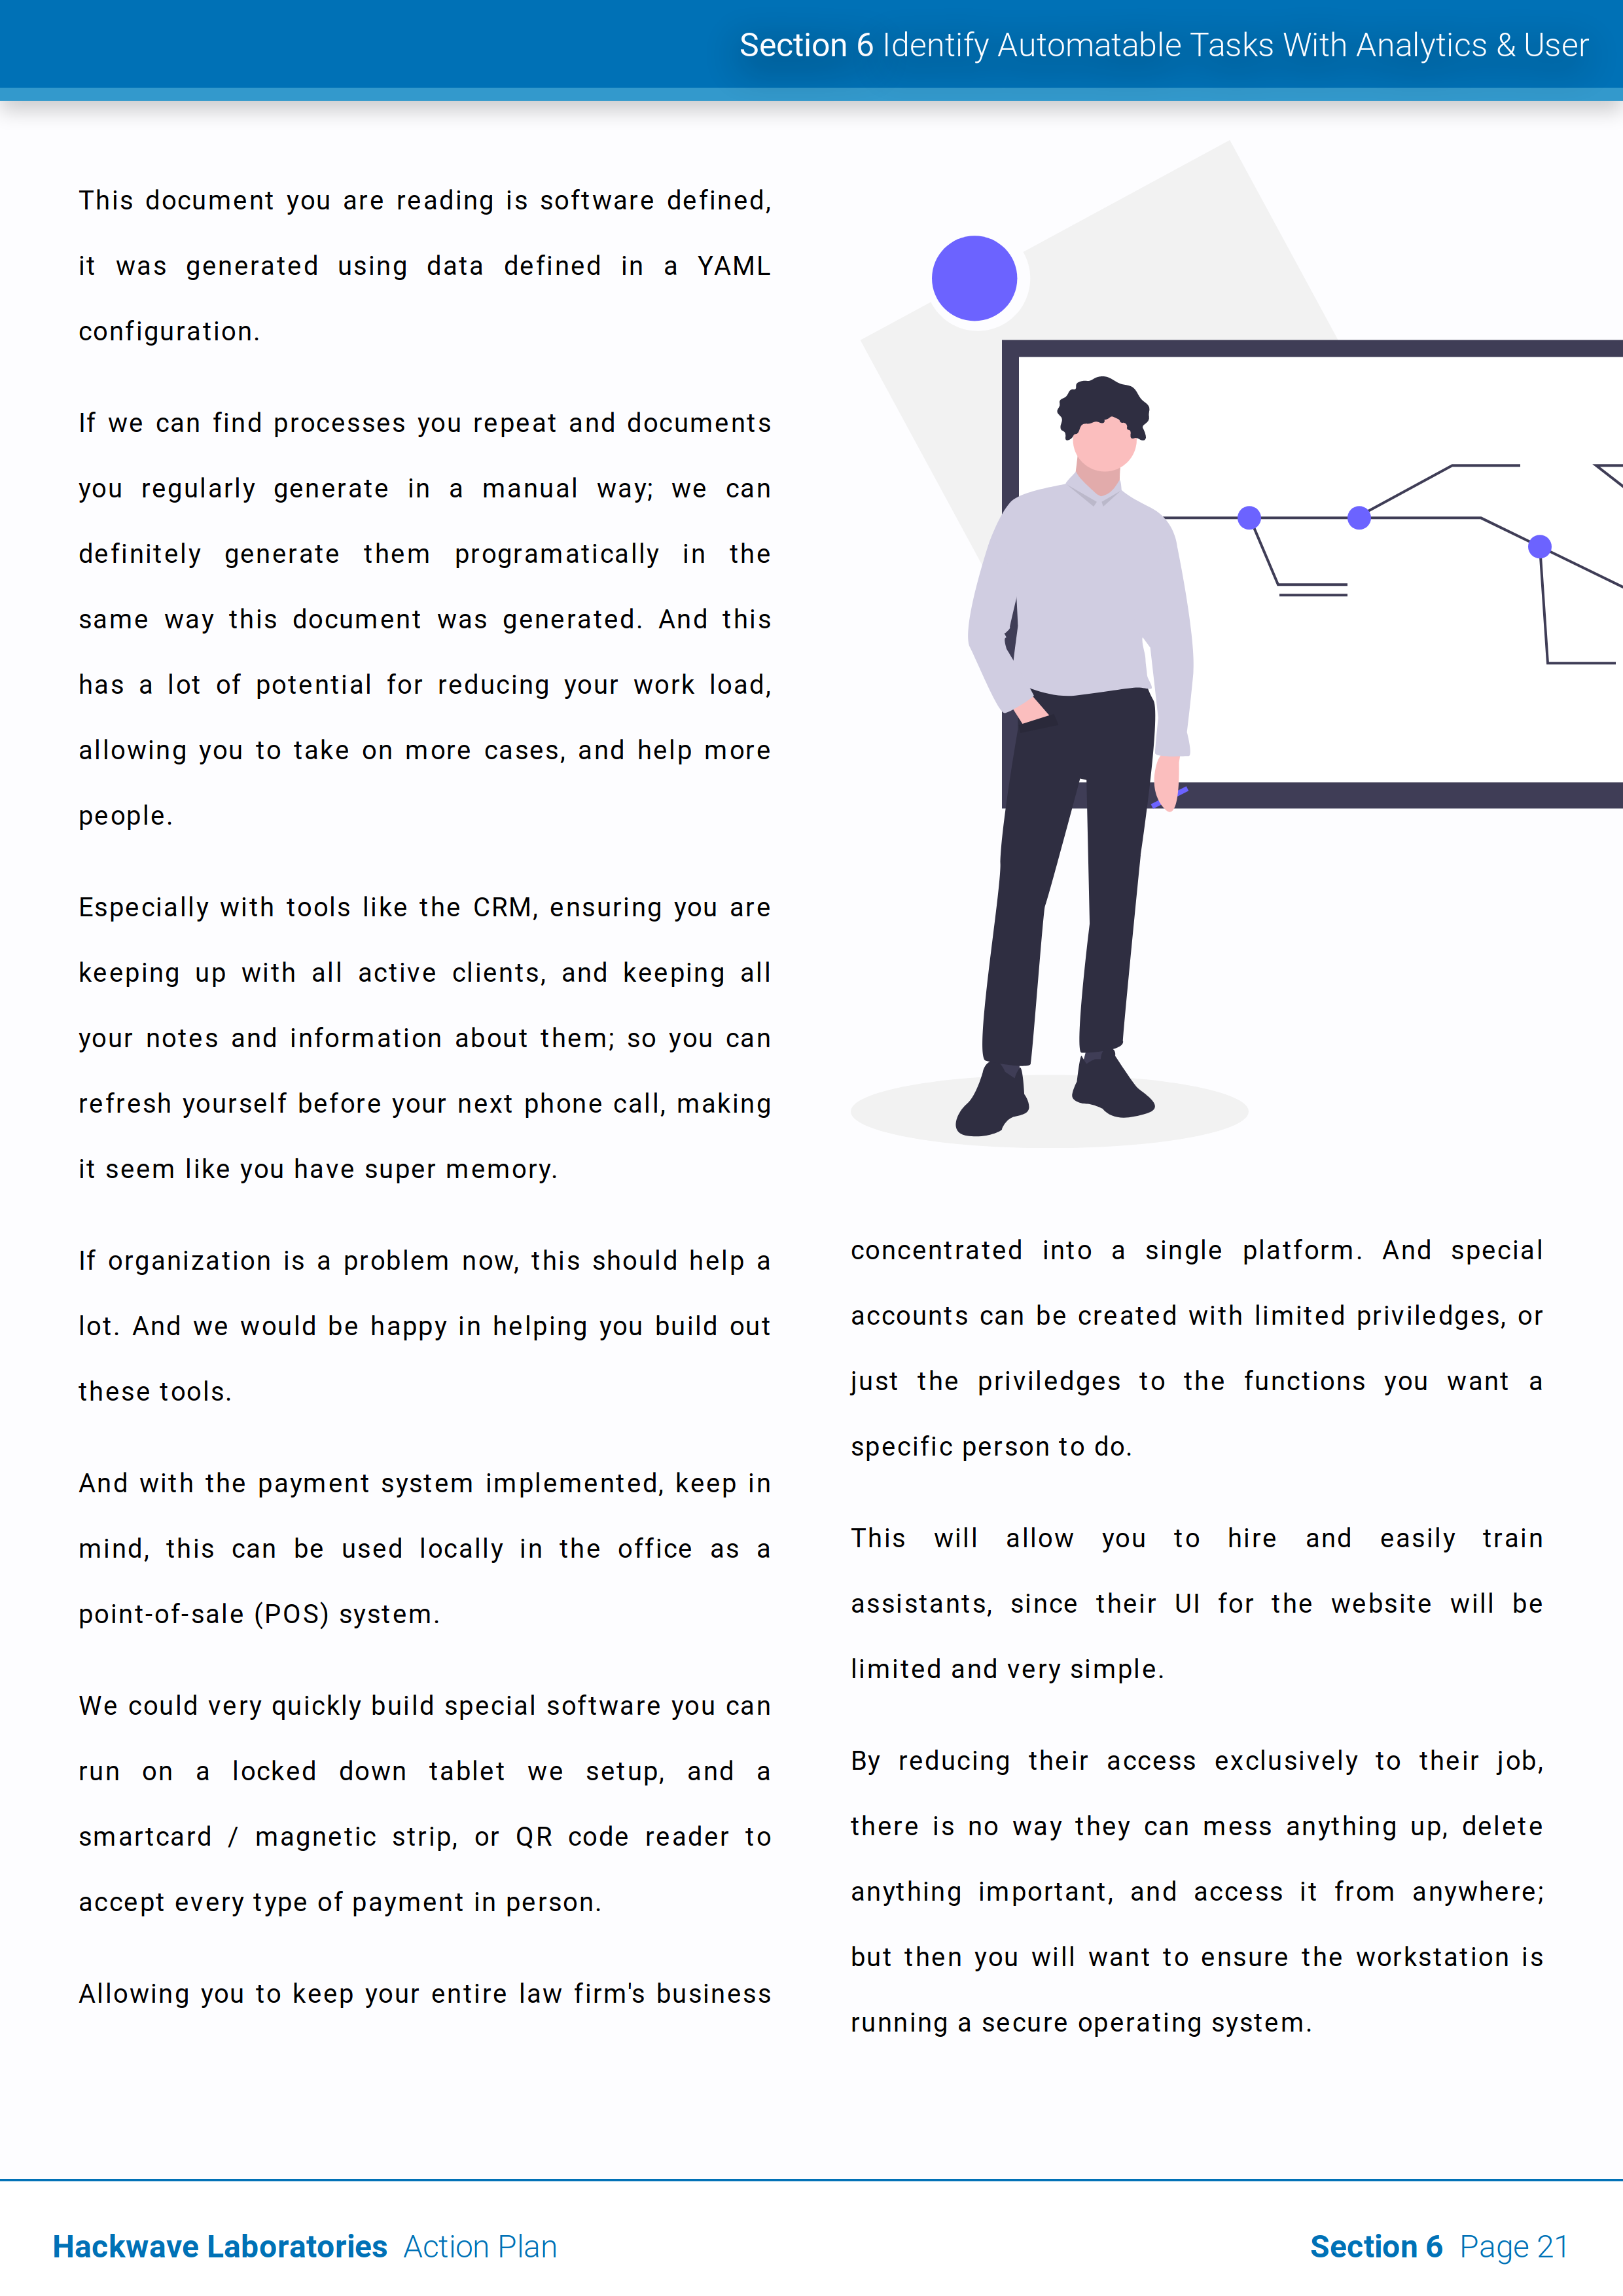 Section 6 Identify Automatable Tasks With Analytics & User
This document you are reading is software defined,
it was generated using data defined in a YAML
configuration.
If we can find processes you repeat and documents
you regularly generate in a manual way; we can
definitely generate them programatically in the
same way this document was generated. And this
has a lot of potential for reducing your work load,
allowing you to take on more cases, and help more
people.
Especially with tools like the CRM, ensuring you are
keeping up with all active clients, and keeping all
your notes and information about them; so you can
refresh yourself before your next phone call, making
it seem like you have super memory.
If organization is a problem now, this should help a
lot. And we would be happy in helping you build out
these tools.
And with the payment system implemented, keep in
mind, this can be used locally in the office as a
point-of-sale (POS) system.
We could very quickly build special software you can
run on a locked down tablet we setup, and a
smartcard / magnetic strip, or QR code reader to
accept every type of payment in person.
Allowing you to keep your entire law firm's business
concentrated into a single platform. And special
accounts can be created with limited priviledges, or
just the priviledges to the functions you want a
specific person to do.
This will allow you to hire and easily train
assistants, since their UI for the website will be
limited and very simple.
By reducing their access exclusively to their job,
there is no way they can mess anything up, delete
anything important, and access it from anywhere;
but then you will want to ensure the workstation is
running a secure operating system.
Hackwave Laboratories Action Plan
Section 6 Page 21